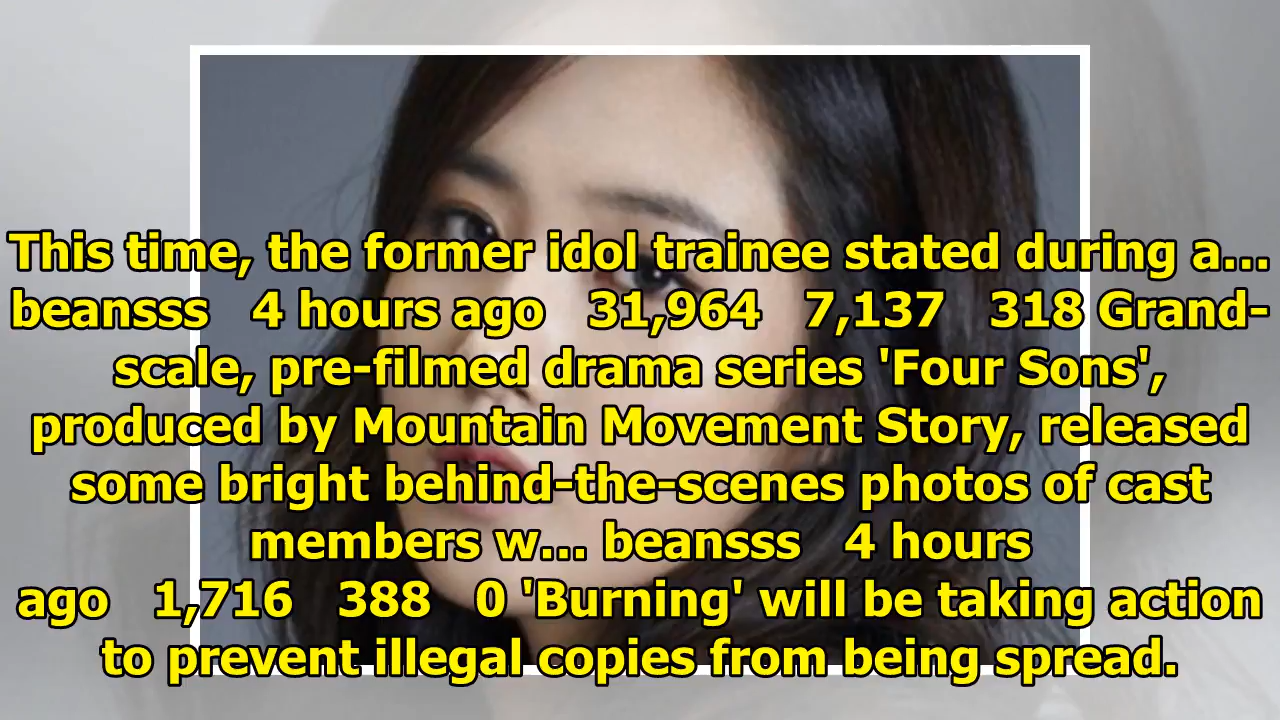 This time, the former idol trainee stated during a...
beansss 4 hours ago 31,964 7,137 318 Grand-
scale, pre-filmed drama series 'Four Sons',
produced by Mountain Movement Story, released
some bright behind-the-scenes photos of cast
members w... beansss 4 hours
ago 1,716 388 0 'Burning' will be taking action
to prevent illegal copies from being spread.